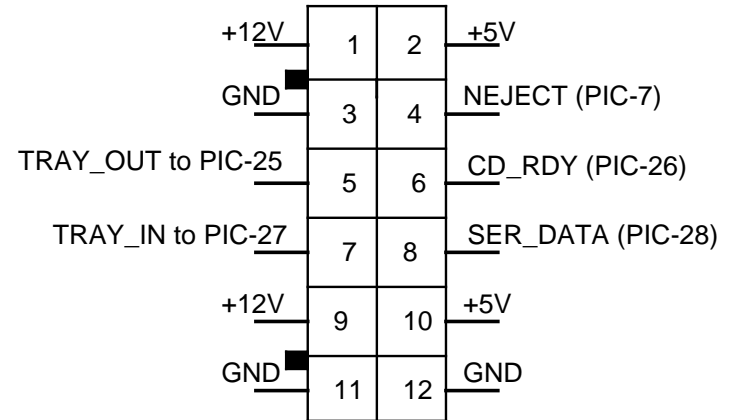 +12V 1 2 +5V
GND 3 4 NEJECT (PIC-7)
TRAY_OUT to PIC-25 5 6 CD_RDY (PIC-26)
TRAY_IN to PIC-27 7 8 SER_DATA (PIC-28)
+12V 9 10 +5V
GND 11 12 GND